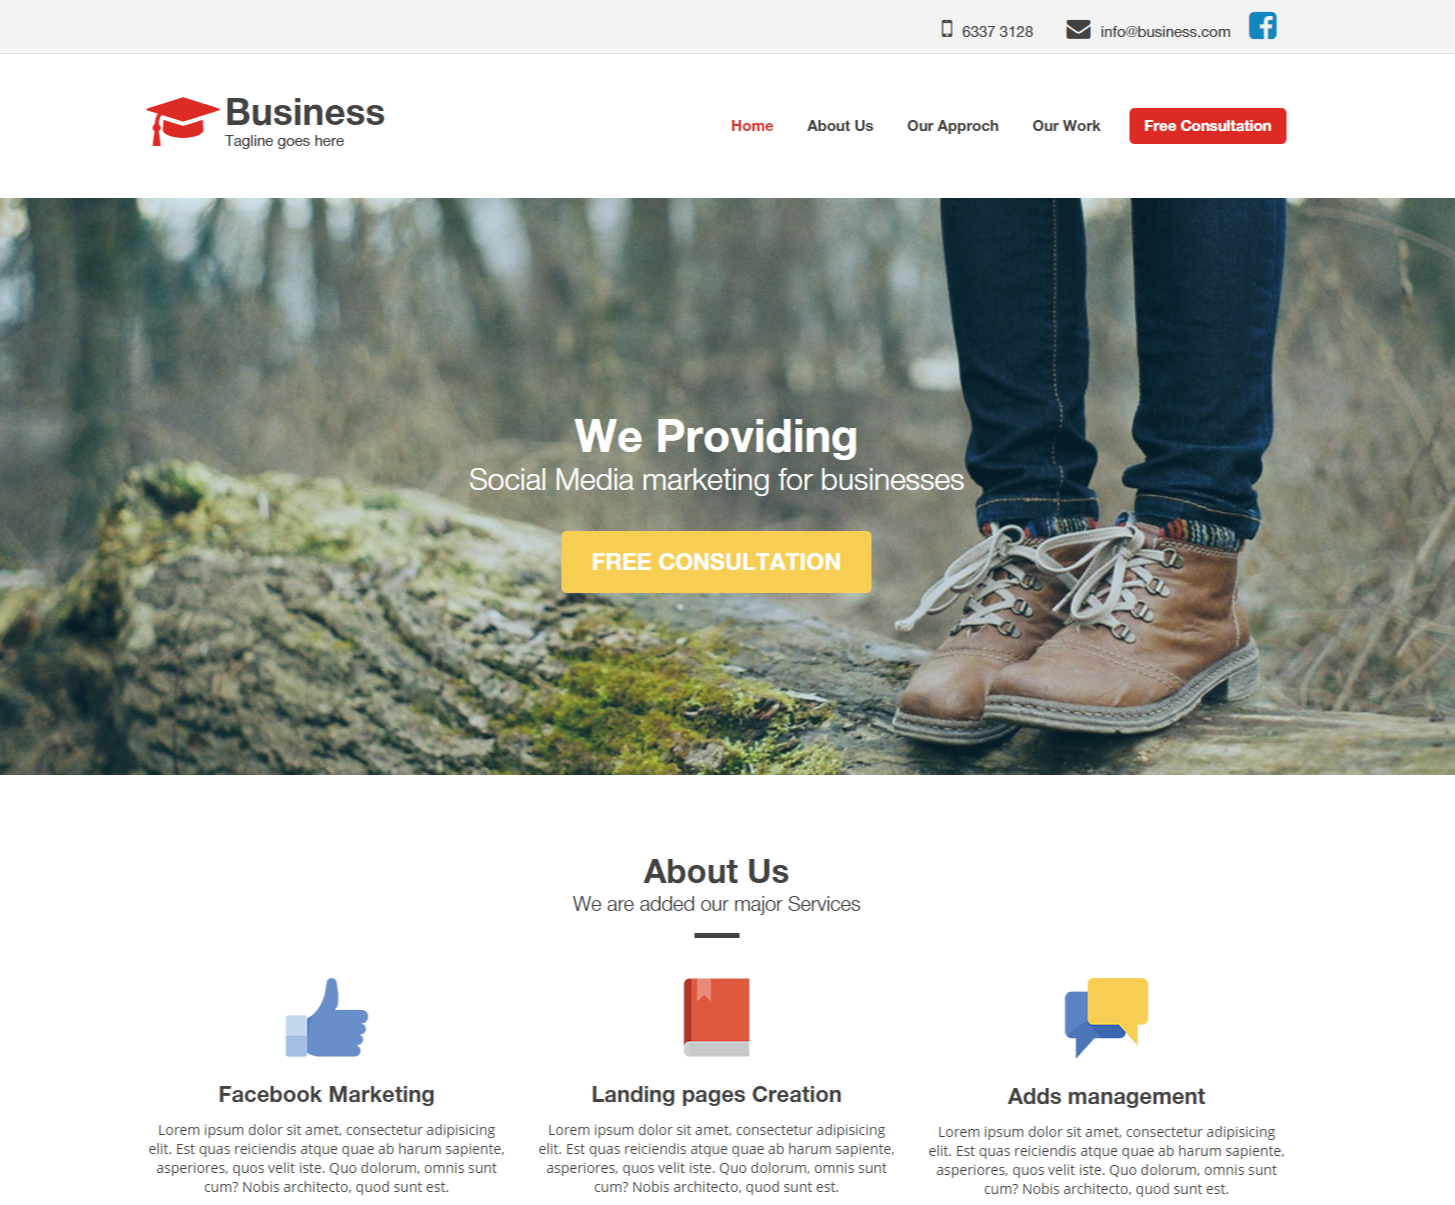 6337 3128
info@business.com
Business
Tagline goes here
Home
About Us
Our Approch
Our Work
Free Consultation
We Providing
Social Media marketing for businesses
FREE CONSULTATION
About Us
We are added our major Services
Facebook Marketing
Lorem ipsum dolor sit amet, consectetur adipisicing
elit. Est quas reiciendis atque quae ab harum sapiente,
asperiores, quos velit iste. Quo dolorum, omnis sunt
cum? Nobis architecto, quod sunt est.
Landing pages Creation
Lorem ipsum dolor sit amet, consectetur adipisicing
elit. Est quas reiciendis atque quae ab harum sapiente,
asperiores, quos velit iste. Quo dolorum, omnis sunt
cum? Nobis architecto, quod sunt est.
Adds management
Lorem ipsum dolor sit amet, consectetur adipisicing
elit. Est quas reiciendis atque quae ab harum sapiente,
asperiores, quos velit iste. Quo dolorum, omnis sunt
cum? Nobis architecto, quod sunt est.